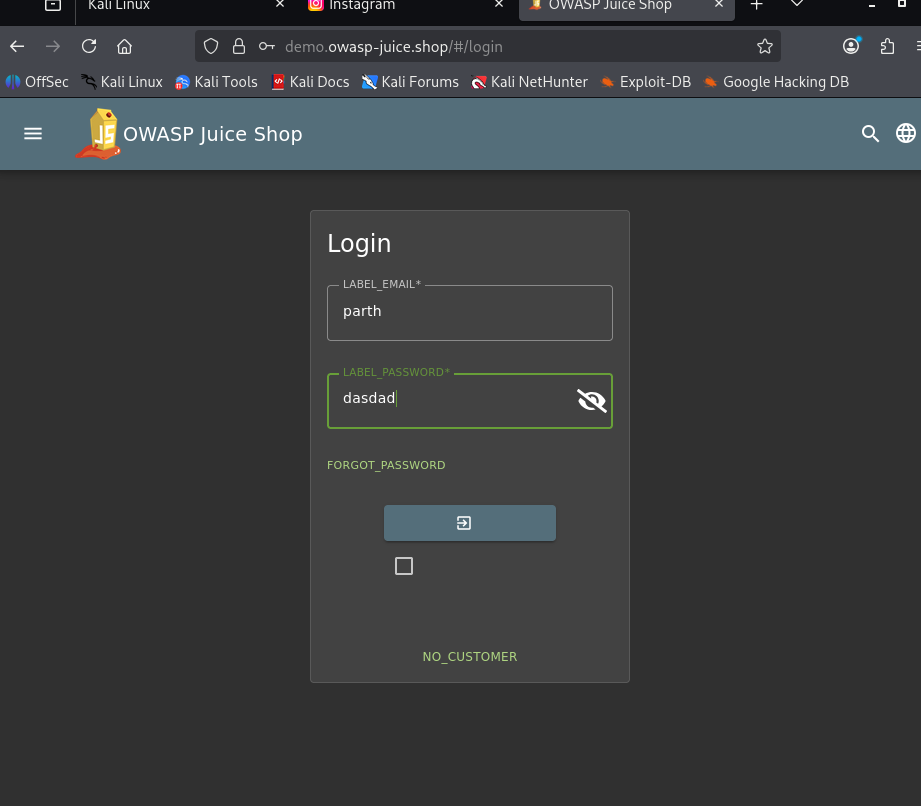 Kali Linux Instagram OWASP Juice Shop
demo.owasp-juice.shop/#/login
OffSec Kali Linux Kali Tools Kali Docs Kali Forums Kali NetHunter Exploit-DB Google Hacking DB
JS OWASP Juice Shop
Login
LABEL_EMAIL*
parth
LABEL_PASSWORD*
dasdad
FORGOT_PASSWORD
NO_CUSTOMER